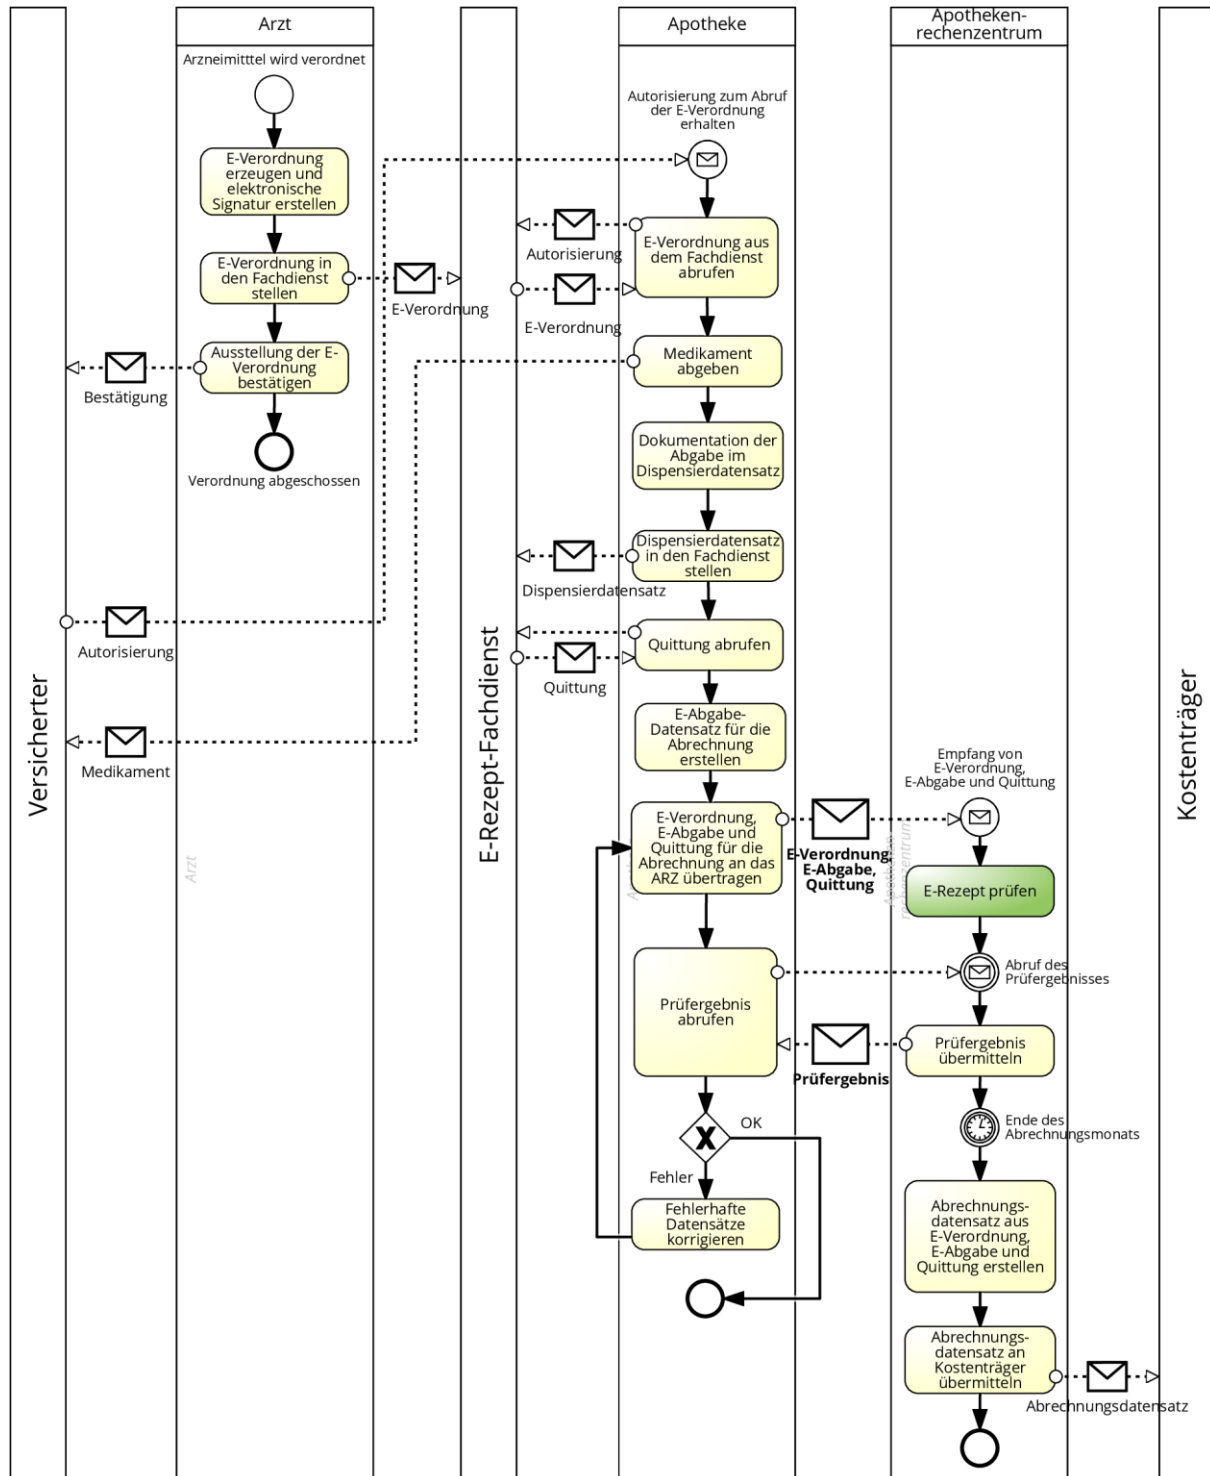 Arzt
Apotheke
Apotheken-
rechenzentrum
Arzneimitttel wird verordnet
Autorisierung zum Abruf
der E-Verordnung
erhalten
E-Verordnung
erzeugen und
elektronische
Signatur erstellen
E-Verordnung in
den Fachdienst
stellen
E-Verordnung
Ausstellung der E-
Verordnung
bestätigen
Bestätigung
Verordnung abgeschossen
Autorisierung
Medikament
Versicherter
Arzt
E-Rezept-Fachdienst
Autorisierung
E-Verordnung aus
dem Fachdienst
abrufen
E-Verordnung
Medikament
abgeben
Dokumentation der
Abgabe im
Dispensierdatensatz
Dispensierdatensatz
in den Fachdienst
stellen
Dispensierdatensatz
Quittung abrufen
Quittung
E-Abgabe-
Datensatz für die
Abrechnung
erstellen
E-Verordnung,
E-Abgabe und
Quittung für die
Abrechnung an das
ARZ übertragen
E-Verordnung,
E-Abgabe,
Quittung
Apotheken-
rechenzentrum
Empfang von
E-Verordnung,
E-Abgabe und Quittung
E-Rezept prüfen
Abruf des
Prüfergebnisses
Prüfergebnis
abrufen
Prüfergebnis
übermitteln
Prüfergebnis
OK
Fehler
Fehlerhafte
Datensätze
korrigieren
Ende des
Abrechnungsmonats
Abrechnungs-
datensatz aus
E-Verordnung,
E-Abgabe und
Quittung erstellen
Abrechnungs-
datensatz an
Kostenträger
übermitteln
Abrechnungsdatensatz
Kostenträger